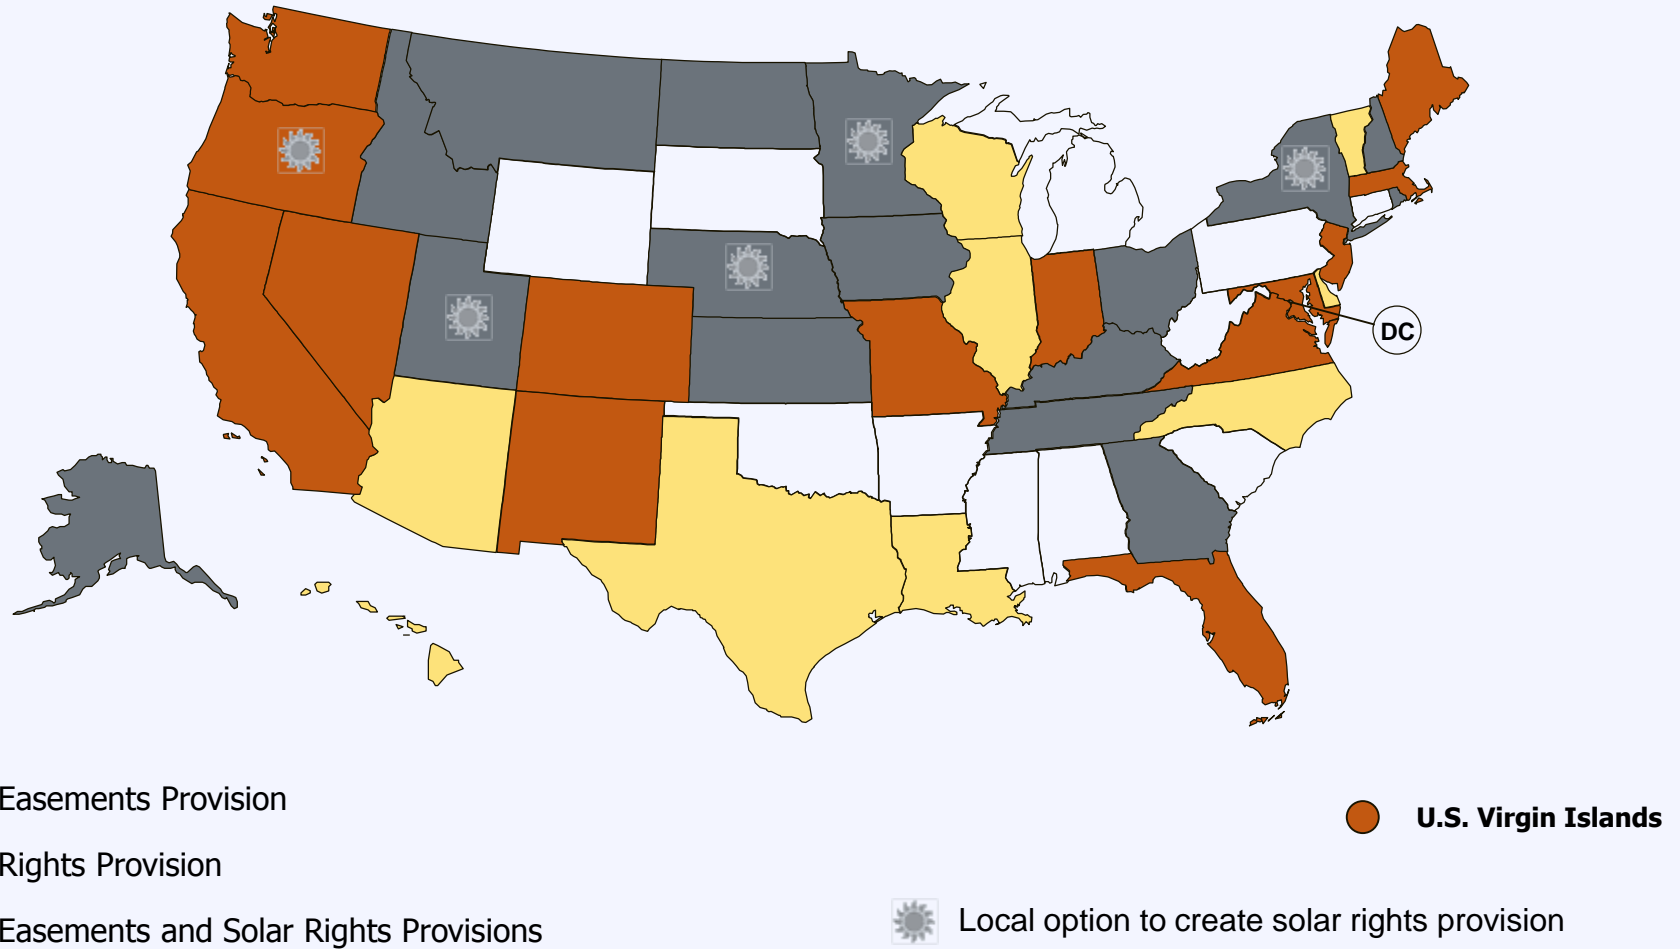 DC
Easements Provision
U.S. Virgin Islands
Rights Provision
Easements and Solar Rights Provisions
Local option to create solar rights provision